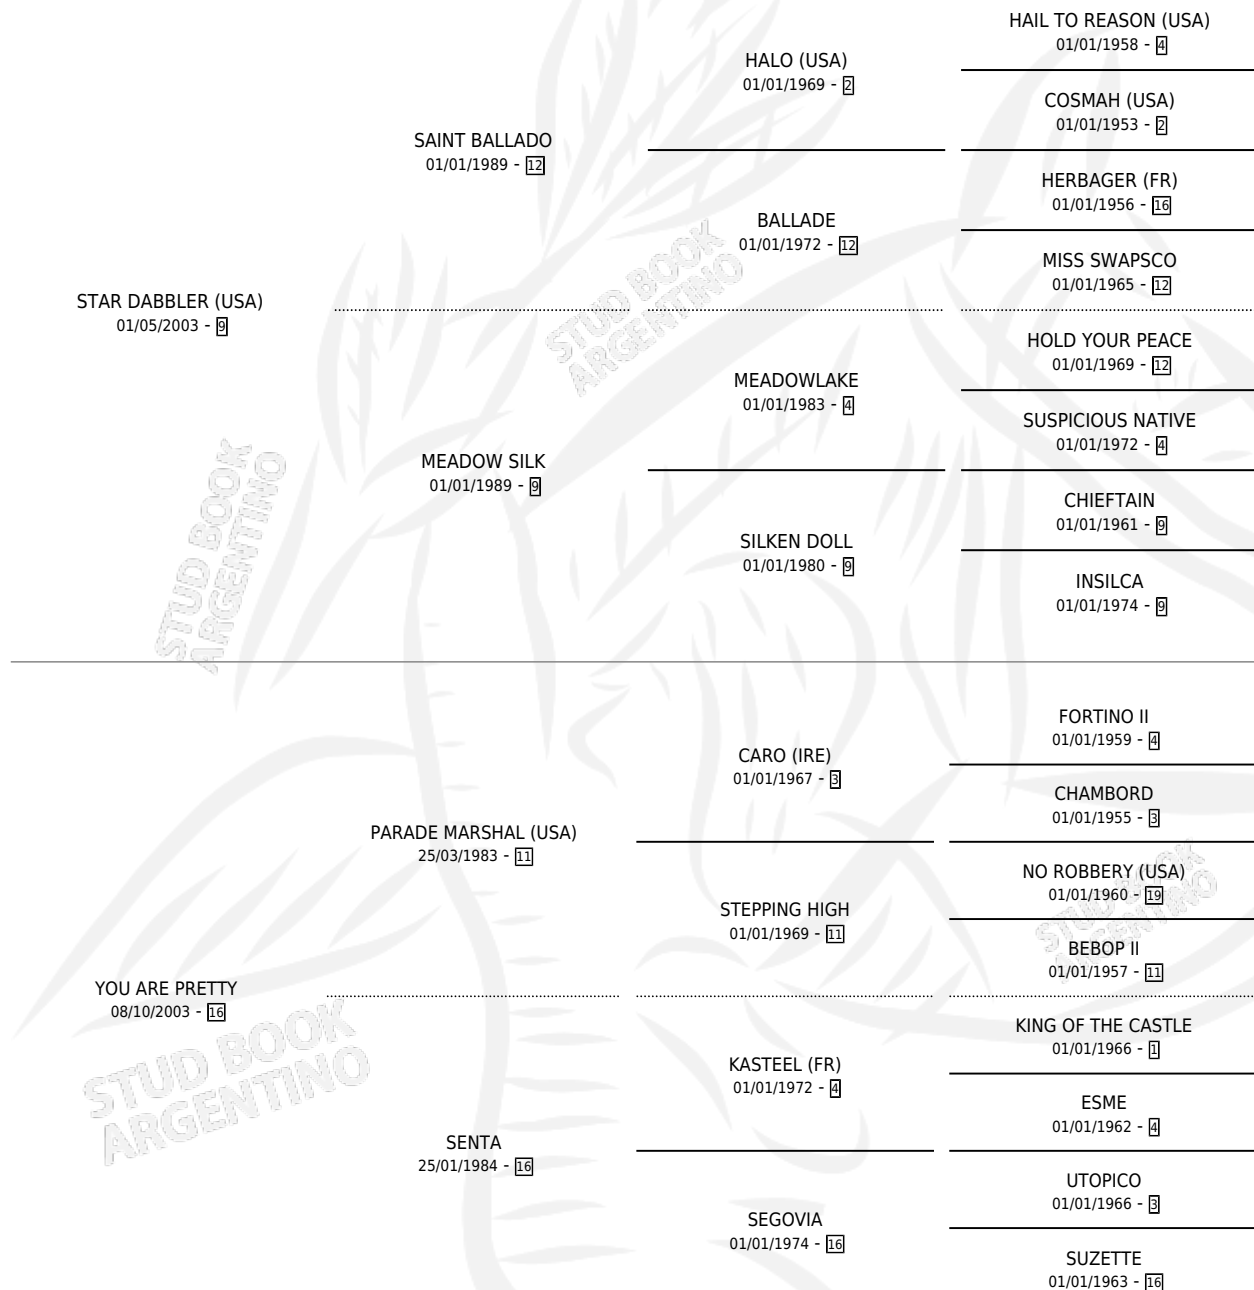 HAIL TO REASON (USA)
01/01/1958 - 4
HALO (USA)
01/01/1969 - 2
COSMAH (USA)
01/01/1953 - 2
SAINT BALLADO
01/01/1989 - 12
HERBAGER (FR)
01/01/1956 - 16
BALLADE
01/01/1972 - 12
MISS SWAPSCO
01/01/1965 - 12
STAR DABBLER (USA)
01/05/2003 - 9
HOLD YOUR PEACE
01/01/1969 - 12
MEADOWLAKE
01/01/1983 - 4
SUSPICIOUS NATIVE
01/01/1972 - 4
MEADOW SILK
01/01/1989 - 9
CHIEFTAIN
01/01/1961 - 9
SILKEN DOLL
01/01/1980 - 9
INSILCA
01/01/1974 - 9
FORTINO II
01/01/1959 - 4
CARO (IRE)
01/01/1967 - 3
CHAMBORD
01/01/1955 - 3
PARADE MARSHAL (USA)
25/03/1983 - 11
NO ROBBERY (USA)
01/01/1960 - 19
STEPPING HIGH
01/01/1969 - 11
BEBOP II
01/01/1957 - 11
YOU ARE PRETTY
08/10/2003 - 16
KING OF THE CASTLE
01/01/1966 - 1
KASTEEL (FR)
01/01/1972 - 4
ESME
01/01/1962 - 4
SENTA
25/01/1984 - 16
UTOPICO
01/01/1966 - 3
SEGOVIA
01/01/1974 - 16
SUZETTE
01/01/1963 - 16
STUD BOOK
ARGENTINO
STUD BOOK
ARGENTINO
STUD BOOK
ARGENTINO
STUD BOOK
ARGENTINO